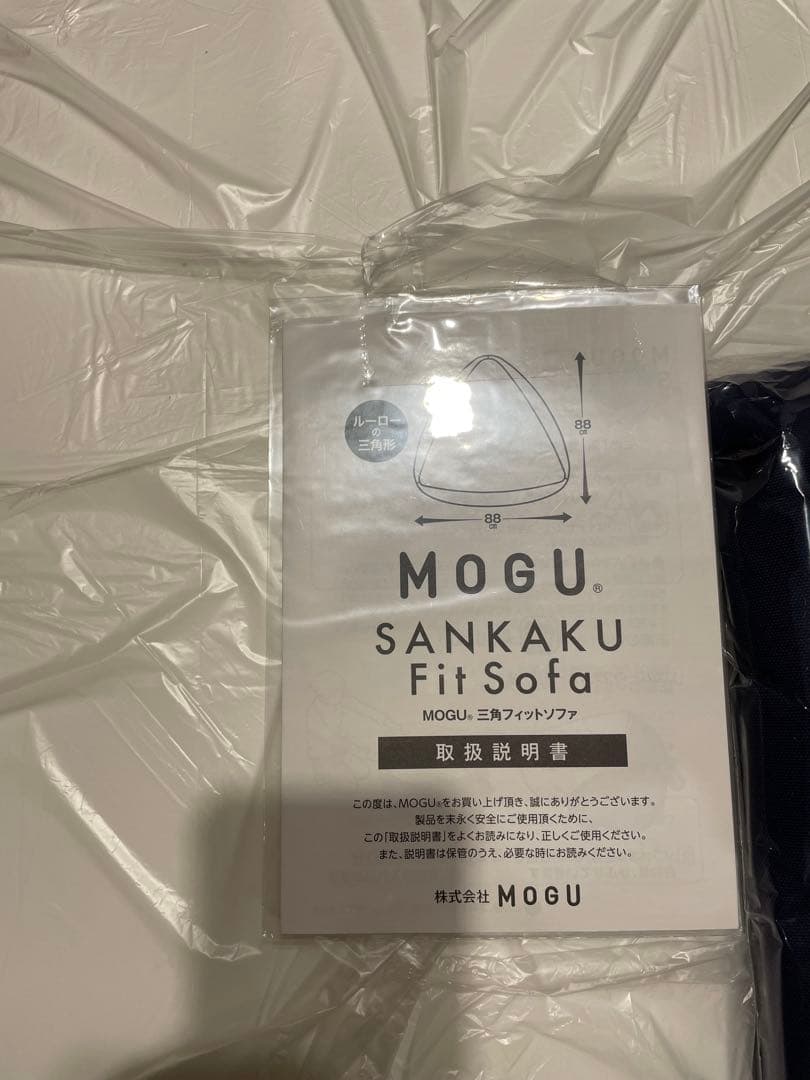 ルーロー
の
三角形
88
cm
88
cm
MOGU®
SANKAKU
Fit Sofa
MOGU® 三角フィットソファ
取扱説明書
この度は、MOGU®をお買い上げ頂き、誠にありがとうございます。
製品を末永く安全にご使用頂くために、
この「取扱説明書」をよくお読みになり、正しくご使用ください。
また、説明書は保管のうえ、必要な時にお読みください。
株式会社 MOGU